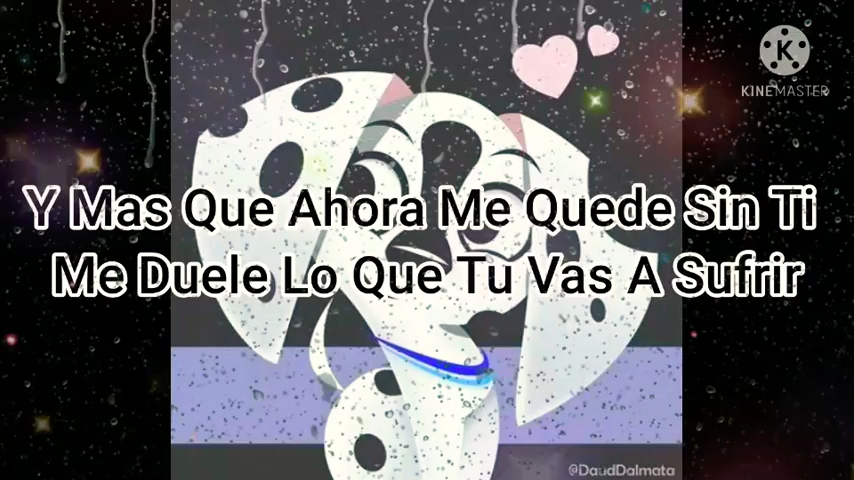 KINEMASTER
Y Mas Que Ahora Me Quede Sin Ti
Me Duele Lo Que Tu Vas A Sufrir
@DaudDalmata